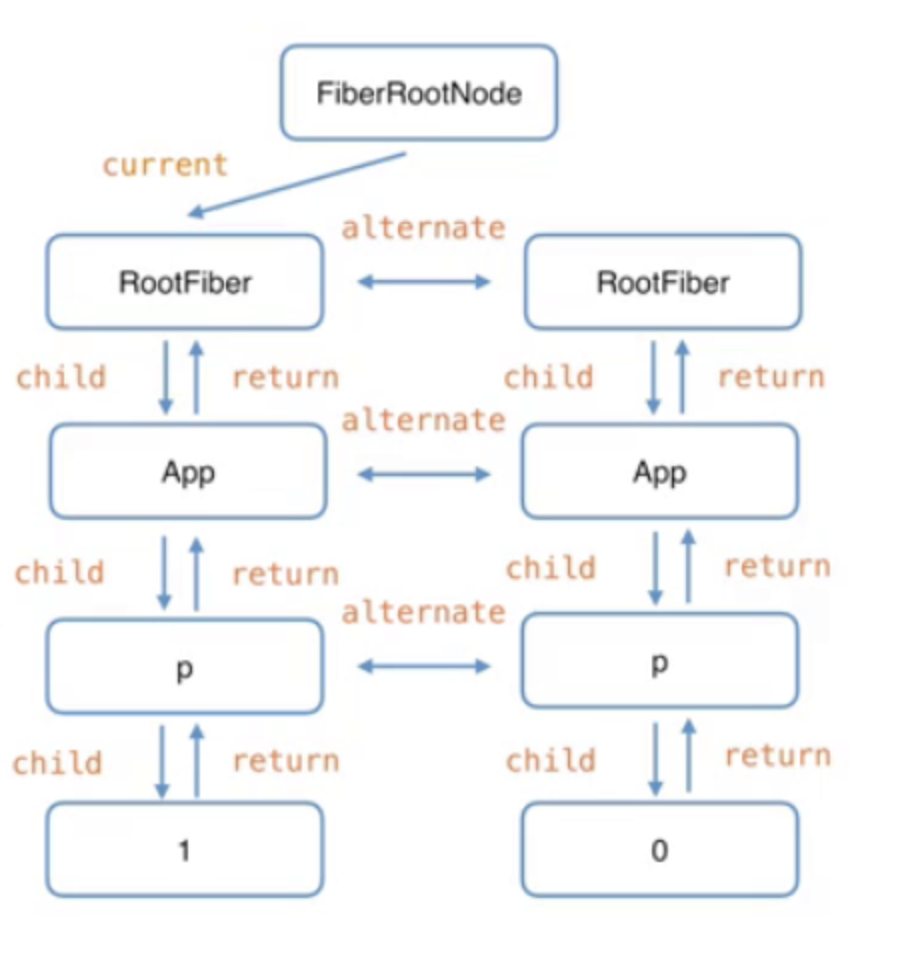 FiberRootNode
current
alternate
RootFiber
RootFiber
child
return
child
return
alternate
App
App
child
return
child
return
alternate
p
p
child
return
child
return
1
0